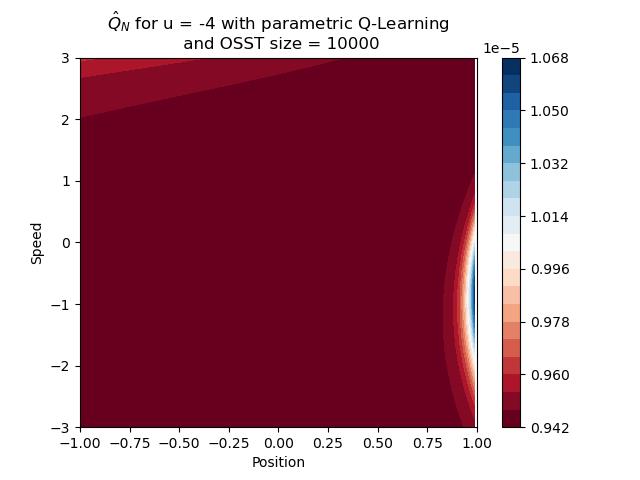 Q̂_N for u = -4 with parametric Q-Learning
and OSST size = 10000
1e−5
3
2
1
0
−1
−2
−3
Speed
−1.00 −0.75 −0.50 −0.25 0.00 0.25 0.50 0.75 1.00
Position
1.068
1.050
1.032
1.014
0.996
0.978
0.960
0.942